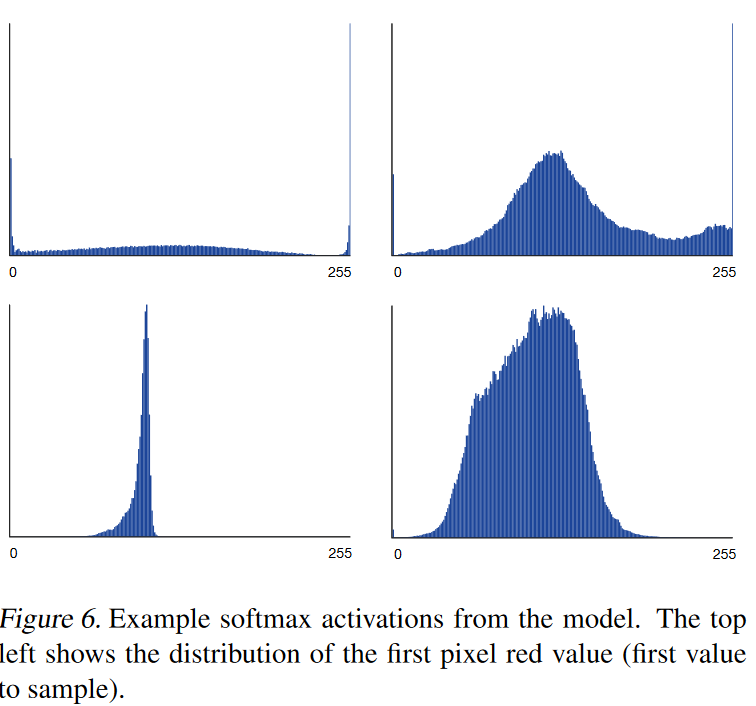 0 255 0 255
0 255 0 255
Figure 6. Example softmax activations from the model. The top
left shows the distribution of the first pixel red value (first value
to sample).